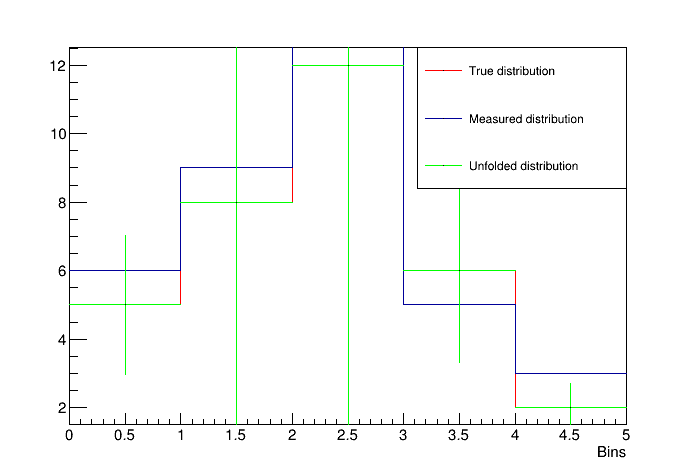 12
True distribution
Measured distribution
10
Unfolded distribution
8
6
4
2
0 0.5 1 1.5 2 2.5 3 3.5 4 4.5 5
Bins